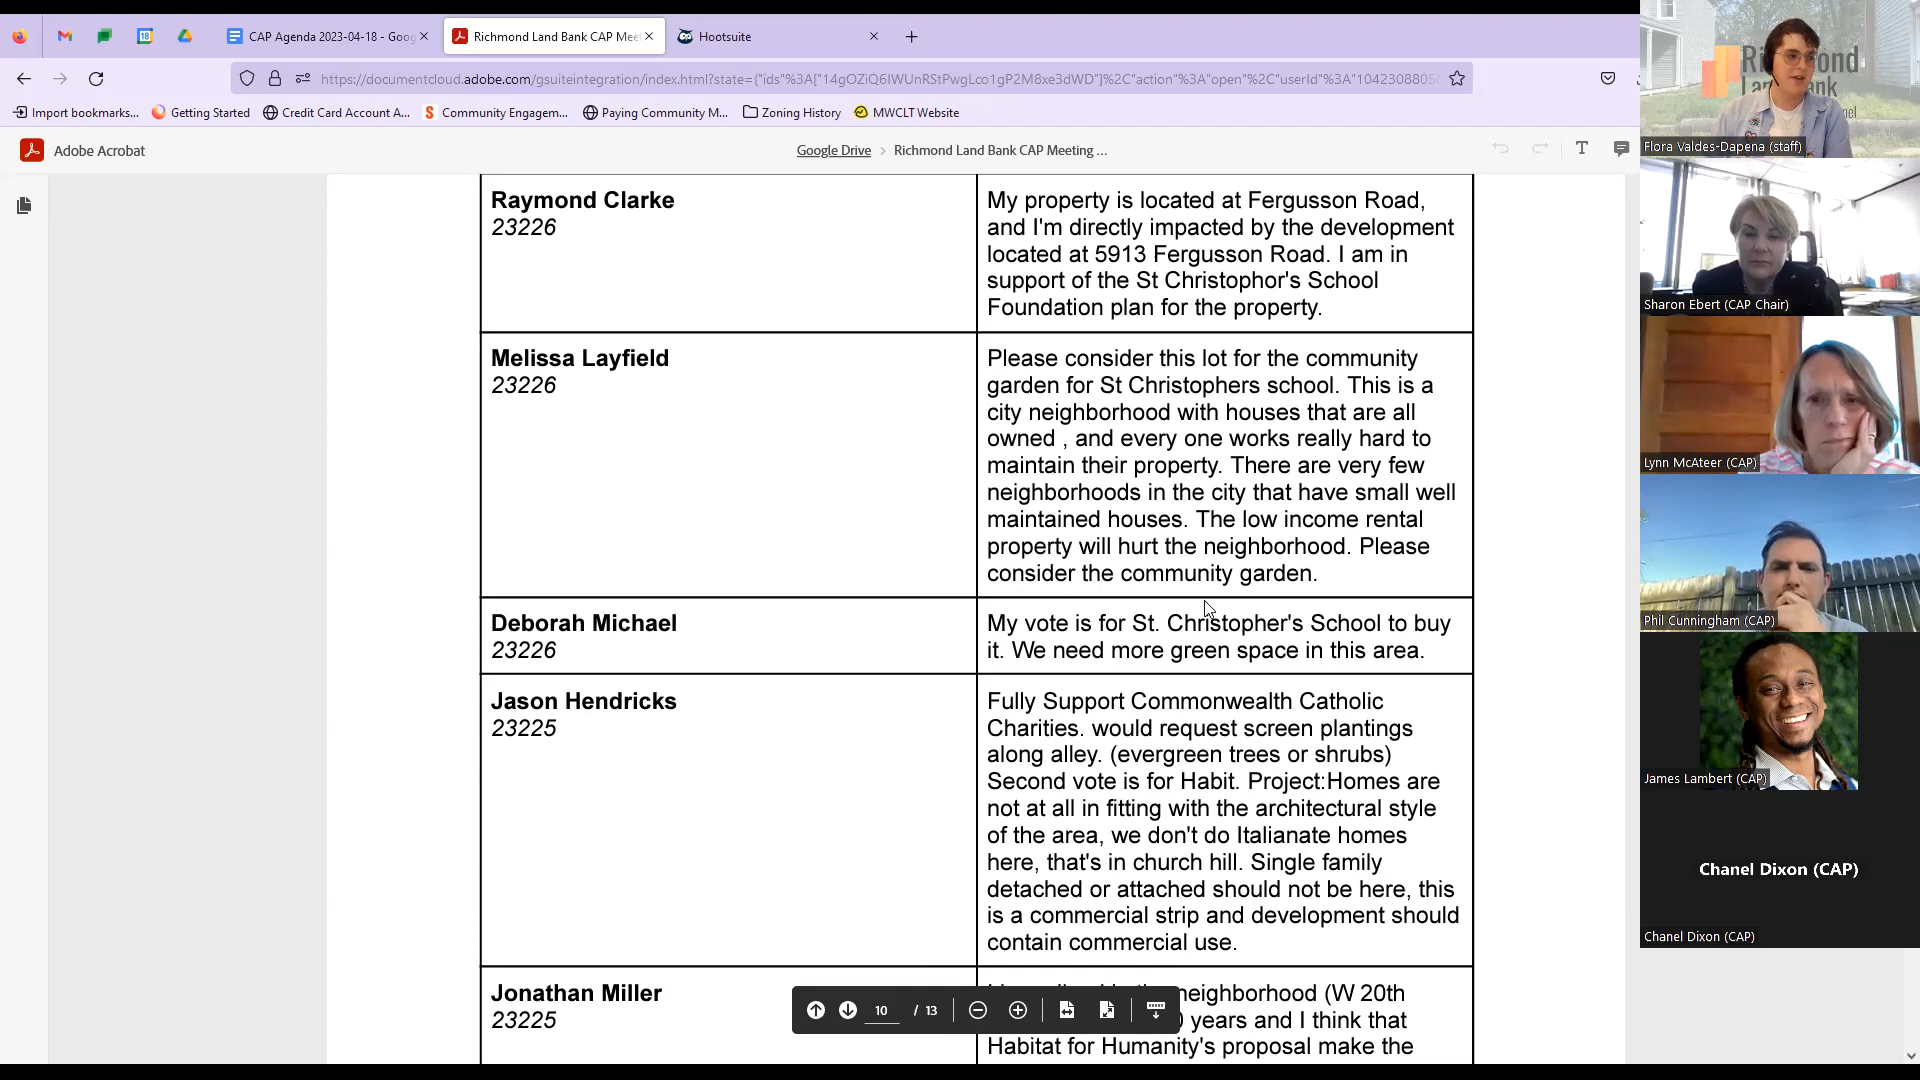 CAP Agenda 2023-04-18 - Goog
Richmond Land Bank CAP Mee
Hootsuite
https://documentcloud.adobe.com/gsuiteintegration/index.html?state={"ids"%3A["14gOZiQ6IWUnRStPwgLco1gP2M8xe3dWD"]%2C"action"%3A"open"%2C"userId"%3A"1042308805
Import bookmarks...
Getting Started
Credit Card Account A...
Community Engagem...
Paying Community M...
Zoning History
MWCLT Website
Adobe Acrobat
Google Drive > Richmond Land Bank CAP Meeting ...
Raymond Clarke
23226
My property is located at Fergusson Road,
and I'm directly impacted by the development
located at 5913 Fergusson Road. I am in
support of the St Christophor's School
Foundation plan for the property.
Melissa Layfield
23226
Please consider this lot for the community
garden for St Christophers school. This is a
city neighborhood with houses that are all
owned , and every one works really hard to
maintain their property. There are very few
neighborhoods in the city that have small well
maintained houses. The low income rental
property will hurt the neighborhood. Please
consider the community garden.
Deborah Michael
23226
My vote is for St. Christopher's School to buy
it. We need more green space in this area.
Jason Hendricks
23225
Fully Support Commonwealth Catholic
Charities. would request screen plantings
along alley. (evergreen trees or shrubs)
Second vote is for Habit. Project:Homes are
not at all in fitting with the architectural style
of the area, we don't do Italianate homes
here, that's in church hill. Single family
detached or attached should not be here, this
is a commercial strip and development should
contain commercial use.
Jonathan Miller
23225
neighborhood (W 20th
years and I think that
Habitat for Humanity's proposal make the
10 / 13
Flora Valdes-Dapena (staff)
Sharon Ebert (CAP Chair)
Lynn McAteer (CAP)
Phil Cunningham (CAP)
James Lambert (CAP)
Chanel Dixon (CAP)
Chanel Dixon (CAP)